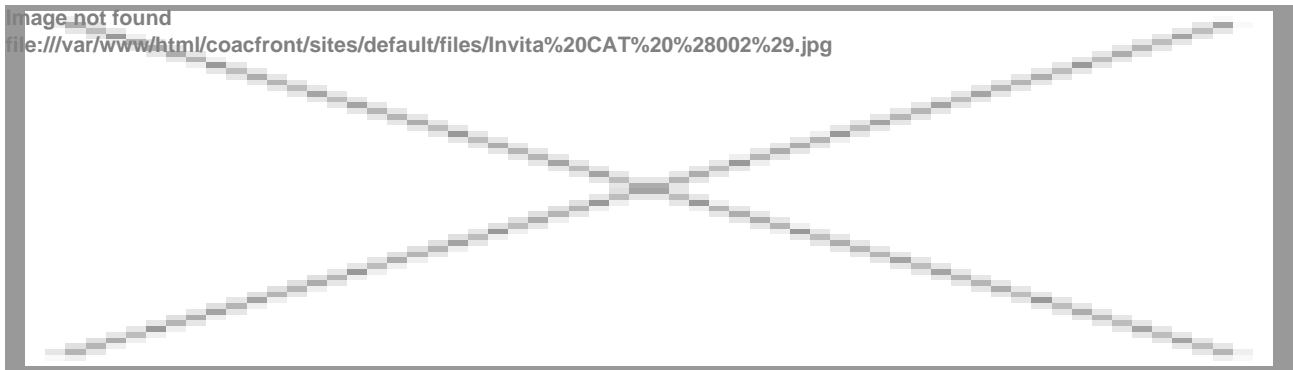 Image not found
file:///var/www/html/coacfront/sites/default/files/Invita%20CAT%20%28002%29.jpg